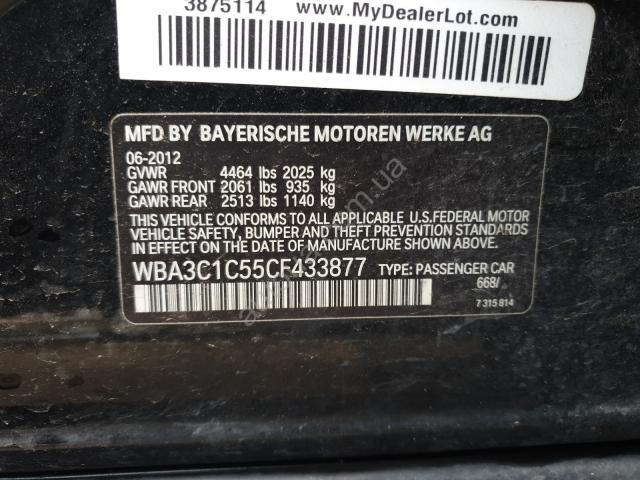 3875114 www.MyDealerLot.com
MFD BY BAYERISCHE MOTOREN WERKE AG
06-2012
GVWR 4464 lbs 2025 kg
GAWR FRONT 2061 lbs 935 kg
GAWR REAR 2513 lbs 1140 kg
THIS VEHICLE CONFORMS TO ALL APPLICABLE U.S.FEDERAL MOTOR
VEHICLE SAFETY, BUMPER AND THEFT PREVENTION STANDARDS
IN EFFECT ON THE DATE OF MANUFACTURE SHOWN ABOVE.
WBA3C1C55CF433877 TYPE: PASSENGER CAR
668/
7 315 814